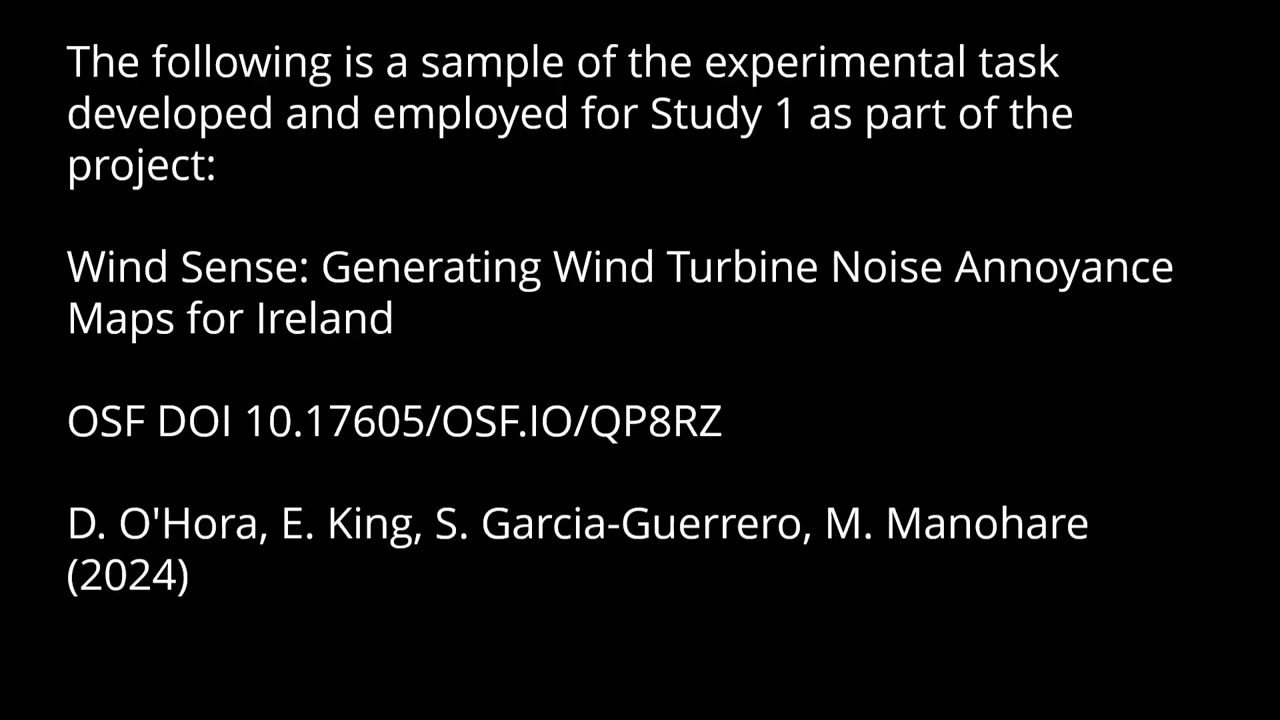 The following is a sample of the experimental task
developed and employed for Study 1 as part of the
project:
Wind Sense: Generating Wind Turbine Noise Annoyance
Maps for Ireland
OSF DOI 10.17605/OSF.IO/QP8RZ
D. O'Hora, E. King, S. Garcia-Guerrero, M. Manohare
(2024)